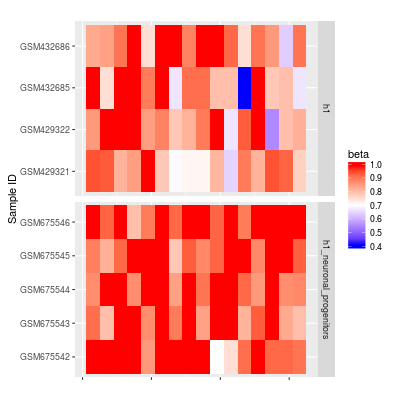 Sample ID
GSM432686
GSM432685
GSM429322
GSM429321
h1
GSM675546
GSM675545
GSM675544
GSM675543
GSM675542
h1_neuronal_progenitors
beta
1.0
0.9
0.8
0.7
0.6
0.5
0.4